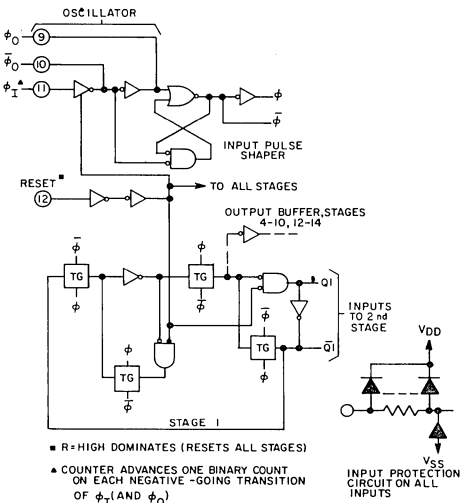 OSCILLATOR
ϕO 9
ϕ̅O 10
ϕI▲ 11
ϕ
ϕ̅
INPUT PULSE
SHAPER
RESET■
12
TO ALL STAGES
OUTPUT BUFFER, STAGES
4-10, 12-14
ϕ̅
TG
ϕ
ϕ
TG
ϕ̅
ϕ
TG
ϕ̅
ϕ̅
TG
ϕ
Q1
Q̅1
INPUTS
TO 2nd
STAGE
STAGE 1
VDD
VSS
INPUT PROTECTION
CIRCUIT ON ALL
INPUTS
■ R=HIGH DOMINATES (RESETS ALL STAGES)
▲ COUNTER ADVANCES ONE BINARY COUNT
ON EACH NEGATIVE-GOING TRANSITION
OF ϕI (AND ϕO)